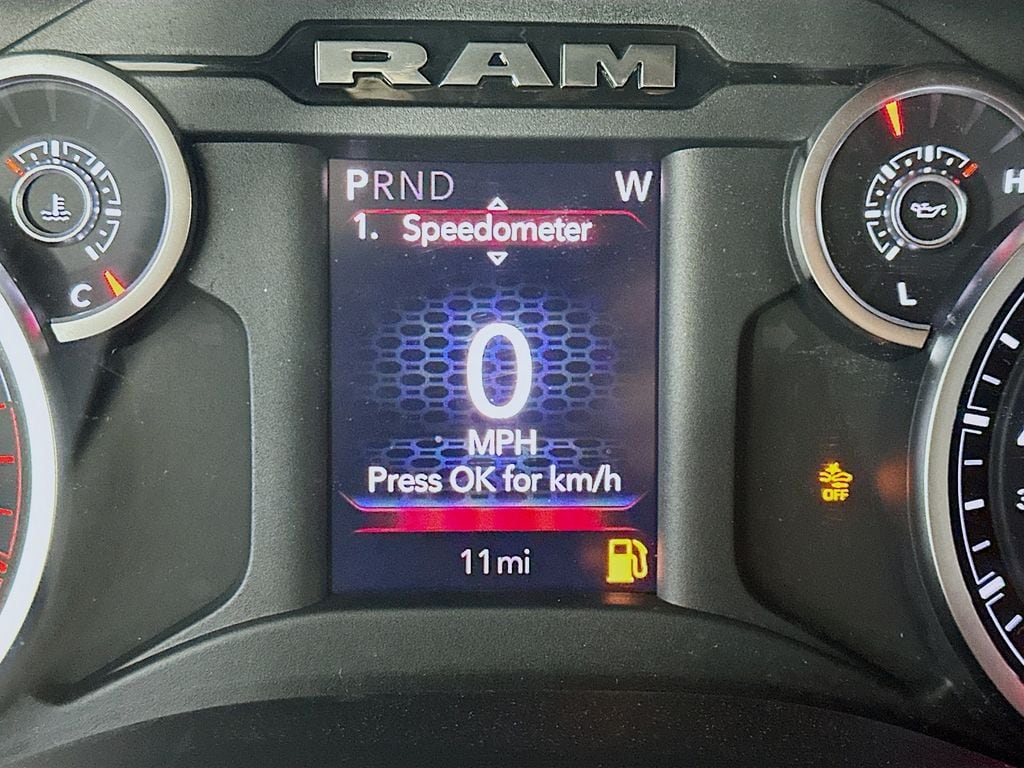 RAM
PRND W
1. Speedometer
0
MPH
Press OK for km/h
11mi
C
H
L
OFF